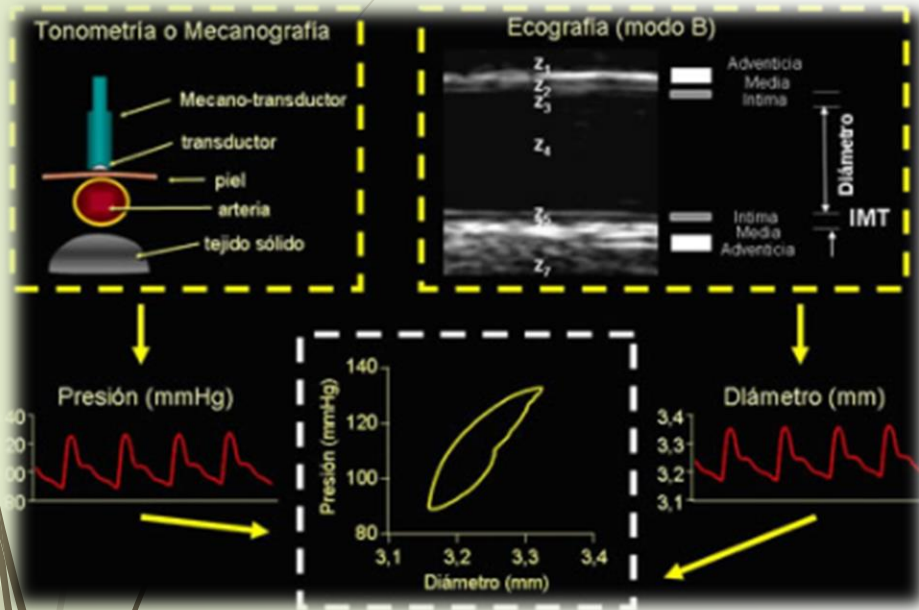 Tonometría o Mecanografía
Mecano-transductor
transductor
piel
arteria
tejido sólido
Ecografía (modo B)
Z1
Z2
Z3
Z4
Z5
Z7
Adventicia
Media
Intima
Diámetro
Intima
Media
Adventicia
IMT
Presión (mmHg)
80
Presión (mmHg)
140
120
100
80
3,1 3,2 3,3 3,4
Diámetro (mm)
Diámetro (mm)
3,4
3,3
3,2
3,1